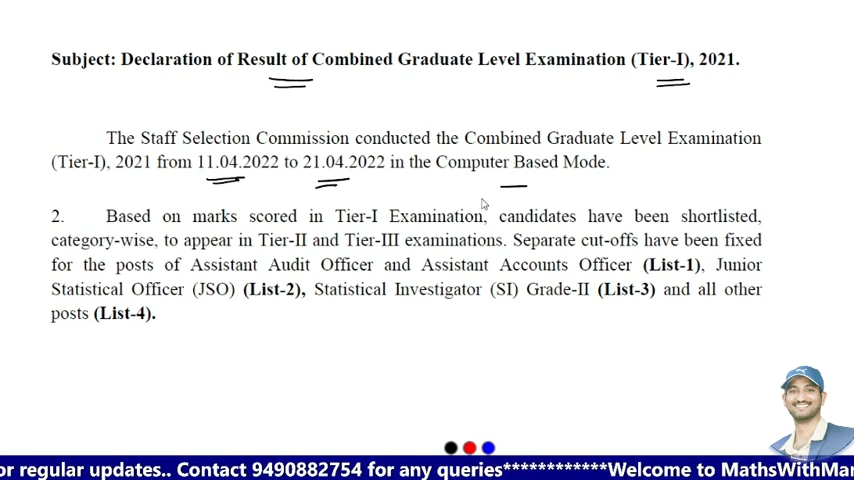 Subject: Declaration of Result of Combined Graduate Level Examination (Tier-I), 2021.
The Staff Selection Commission conducted the Combined Graduate Level Examination
(Tier-I), 2021 from 11.04.2022 to 21.04.2022 in the Computer Based Mode.
2. Based on marks scored in Tier-I Examination, candidates have been shortlisted,
category-wise, to appear in Tier-II and Tier-III examinations. Separate cut-offs have been fixed
for the posts of Assistant Audit Officer and Assistant Accounts Officer (List-1), Junior
Statistical Officer (JSO) (List-2), Statistical Investigator (SI) Grade-II (List-3) and all other
posts (List-4).
or regular updates.. Contact 9490882754 for any queries************Welcome to MathsWithMar